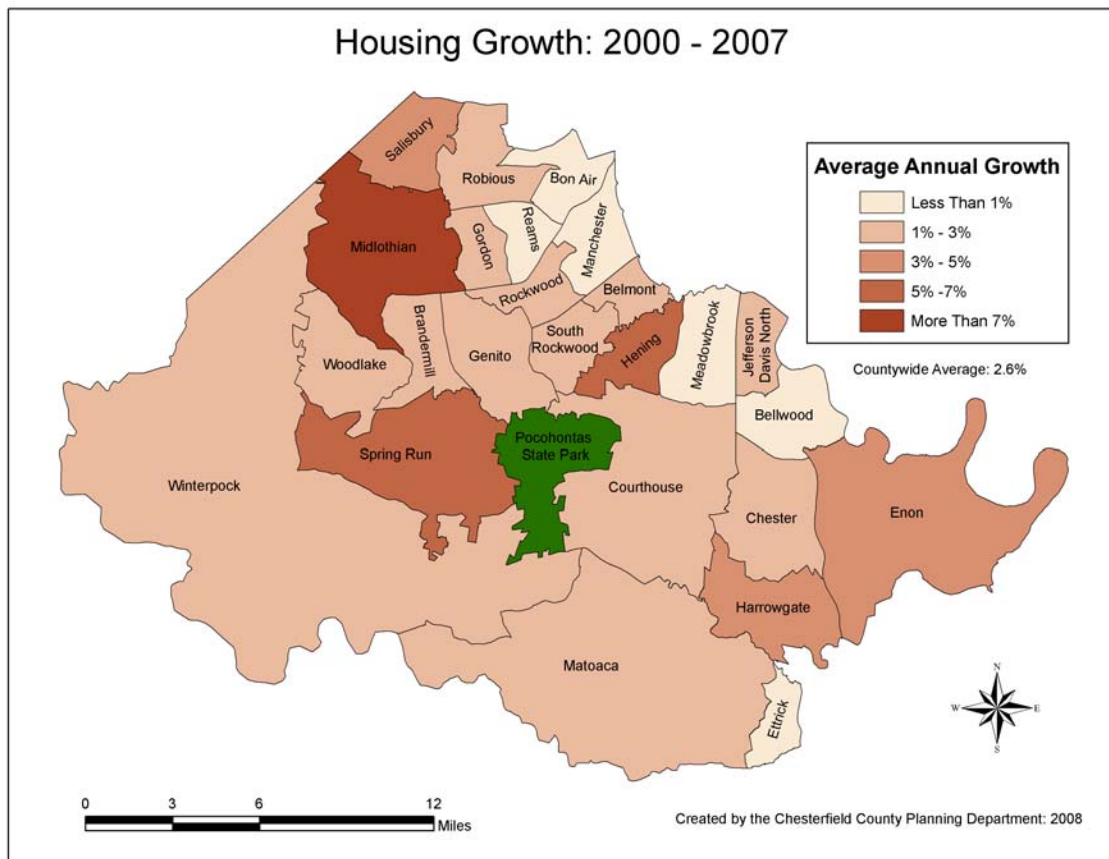 Housing Growth: 2000 - 2007
Average Annual Growth
Less Than 1%
1% - 3%
3% - 5%
5% -7%
More Than 7%
Countywide Average: 2.6%
Salisbury
Robious
Bon Air
Midlothian
Gordon
Reams
Manchester
Rockwood
Belmont
Woodlake
Brandermill
Genito
South
Rockwood
Hening
Meadowbrook
Jefferson
Davis North
Bellwood
Pocohontas
State Park
Spring Run
Winterpock
Courthouse
Chester
Enon
Harrowgate
Matoaca
Ettrick
N
W
E
S
0
3
6
12
Miles
Created by the Chesterfield County Planning Department: 2008